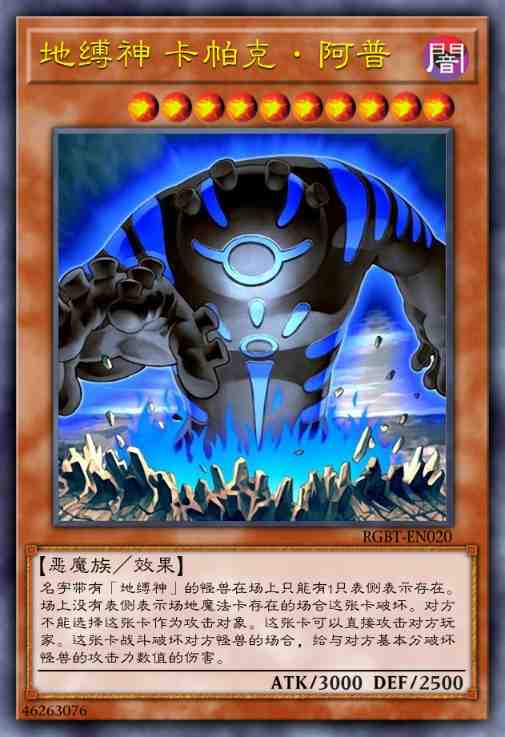 地缚神 卡帕克·阿普
闇
RGBT-EN020
【恶魔族／效果】
名字带有「地缚神」的怪兽在场上只能有1只表侧表示存在。
场上没有表侧表示场地魔法卡存在的场合这张卡破坏。对方
不能选择这张卡作为攻击对象。这张卡可以直接攻击对方玩
家。这张卡战斗破坏对方怪兽的场合，给与对方基本分破坏
怪兽的攻击力数值的伤害。
ATK/3000 DEF/2500
46263076